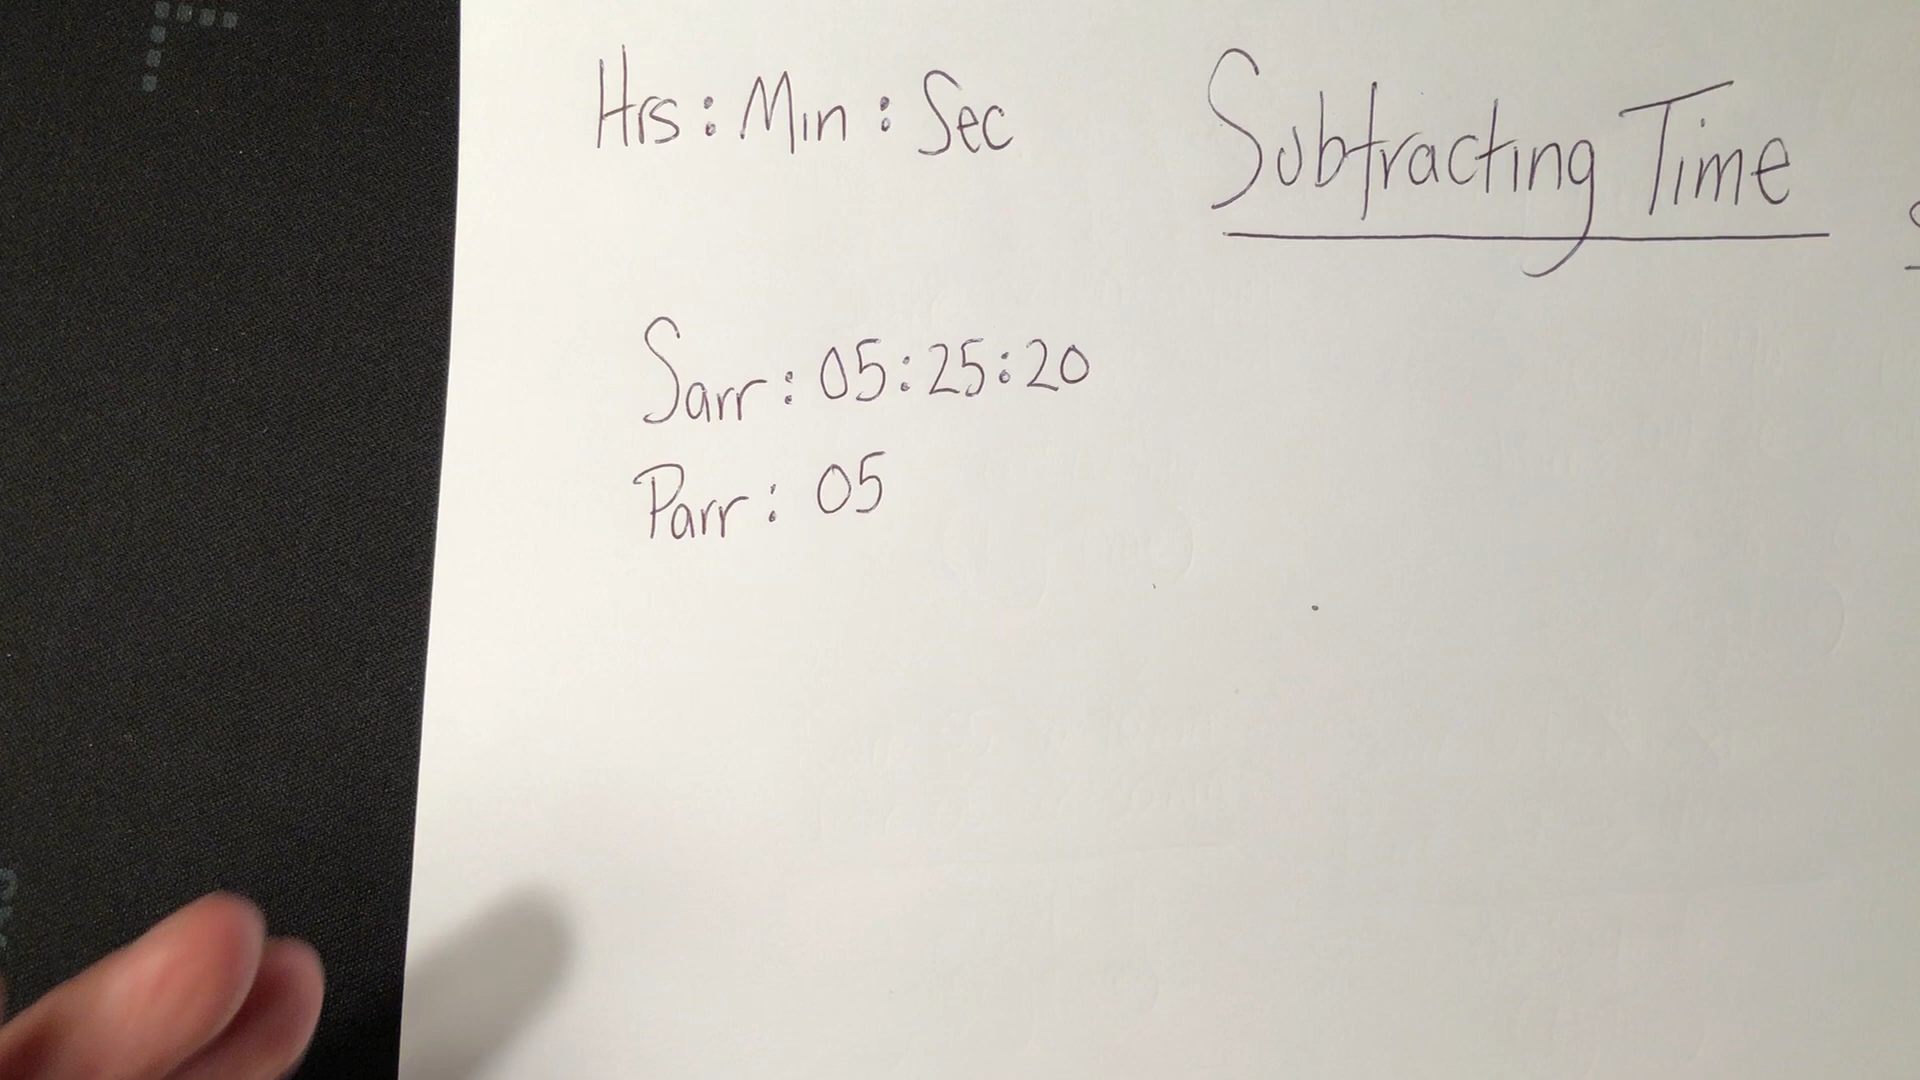 Hrs : Min : Sec
Subtracting Time
Sarr : 05:25:20
Parr : 05